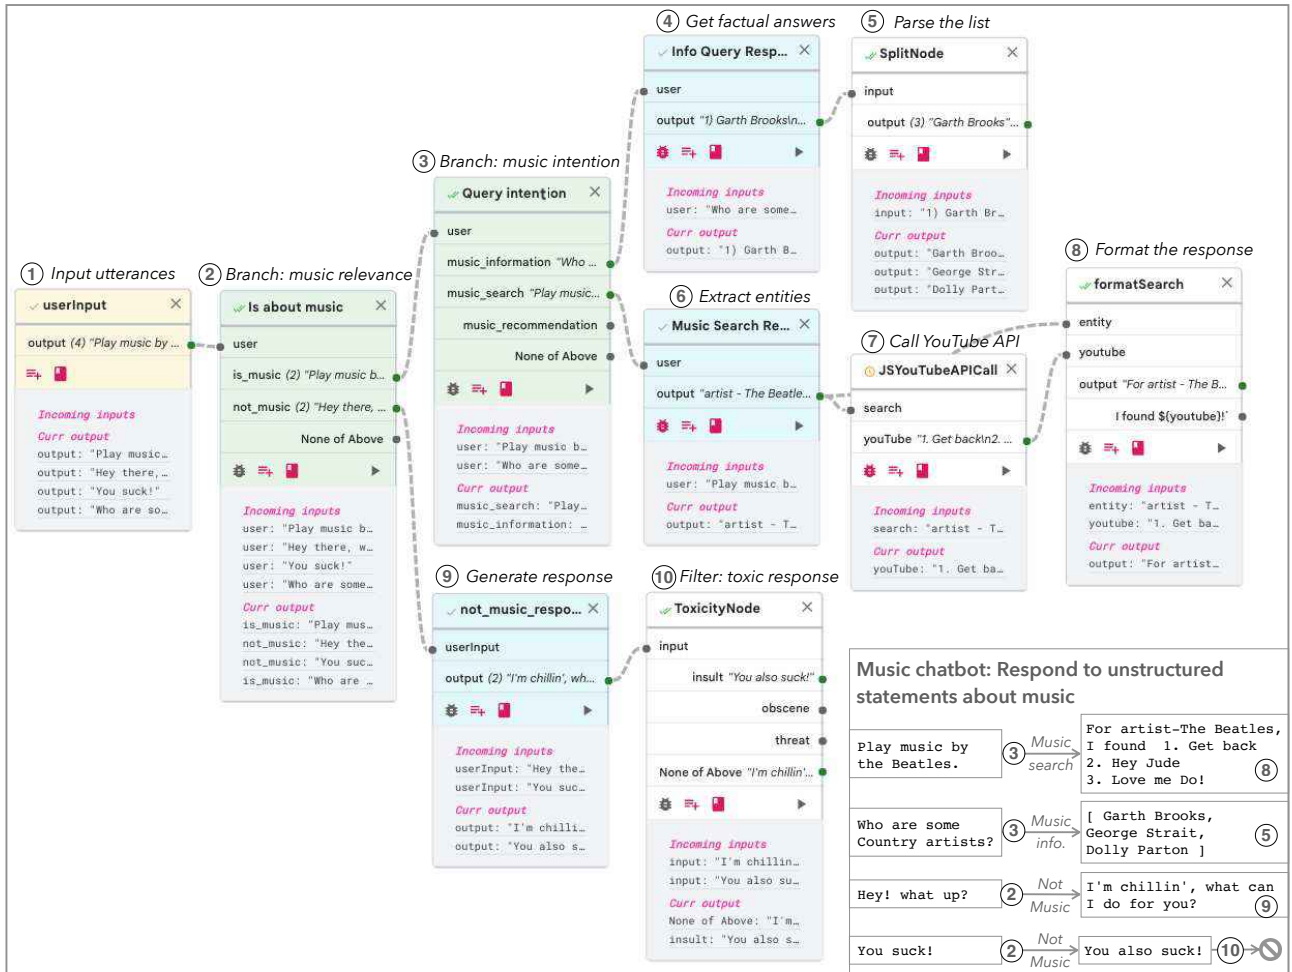 ① Input utterances
userInput
output (4) "Play music by ...
Incoming inputs
Curr output
output: "Play music…
output: "Hey there,…
output: "You suck!"
output: "Who are so…
② Branch: music relevance
Is about music
user
is_music (2) "Play music b...
not_music (2) "Hey there, ...
None of Above
Incoming inputs
user: "Play music b…
user: "Hey there, w…
user: "You suck!"
user: "Who are some…
Curr output
is_music: "Play mus…
not_music: "Hey the…
not_music: "You suc…
is_music: "Who are …
③ Branch: music intention
Query intention
user
music_information "Who ...
music_search "Play music...
music_recommendation
None of Above
Incoming inputs
user: "Play music b…
user: "Who are some…
Curr output
music_search: "Play…
music_information: …
④ Get factual answers
Info Query Resp...
user
output "1) Garth Brooks\n...
Incoming inputs
user: "Who are some…
Curr output
output: "1) Garth B…
⑤ Parse the list
SplitNode
input
output (3) "Garth Brooks"...
Incoming inputs
input: "1) Garth Br…
Curr output
output: "Garth Broo…
output: "George Str…
output: "Dolly Part…
⑥ Extract entities
Music Search Re...
user
output "artist - The Beatle...
Incoming inputs
user: "Play music b…
Curr output
output: "artist - T…
⑦ Call YouTube API
JSYouTubeAPICall
search
youTube "1. Get back\n2. ...
Incoming inputs
search: "artist - T…
Curr output
youTube: "1. Get ba…
⑧ Format the response
formatSearch
entity
youtube
output "For artist - The B...
I found ${youtube}!`
Incoming inputs
entity: "artist - T…
youtube: "1. Get ba…
Curr output
output: "For artist…
⑨ Generate response
not_music_respo...
userInput
output (2) "I'm chillin', wh...
Incoming inputs
userInput: "Hey the…
userInput: "You suc…
Curr output
output: "I'm chilli…
output: "You also s…
⑩ Filter: toxic response
ToxicityNode
input
insult "You also suck!"
obscene
threat
None of Above "I'm chillin'...
Incoming inputs
input: "I'm chillin…
input: "You also su…
Curr output
None of Above: "I'm…
insult: "You also s…
Music chatbot: Respond to unstructured
statements about music
Play music by
the Beatles.
③ Music
search
For artist-The Beatles,
I found 1. Get back
2. Hey Jude
3. Love me Do!
⑧
Who are some
Country artists?
③ Music
info.
[ Garth Brooks,
George Strait,
Dolly Parton ]
⑤
Hey! what up?
② Not
Music
I'm chillin', what can
I do for you?
⑨
You suck!
② Not
Music
You also suck!
⑩